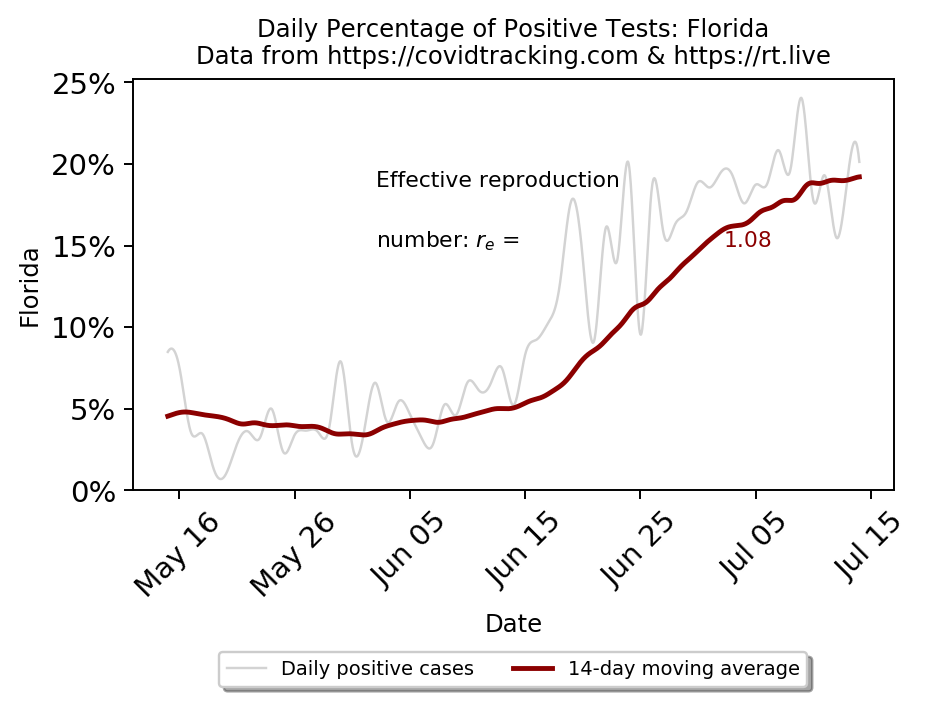 Daily Percentage of Positive Tests: Florida
Data from https://covidtracking.com & https://rt.live
25%
20%
15%
10%
5%
0%
Florida
Effective reproduction
number: rₑ = 1.08
May 16
May 26
Jun 05
Jun 15
Jun 25
Jul 05
Jul 15
Date
Daily positive cases
14-day moving average